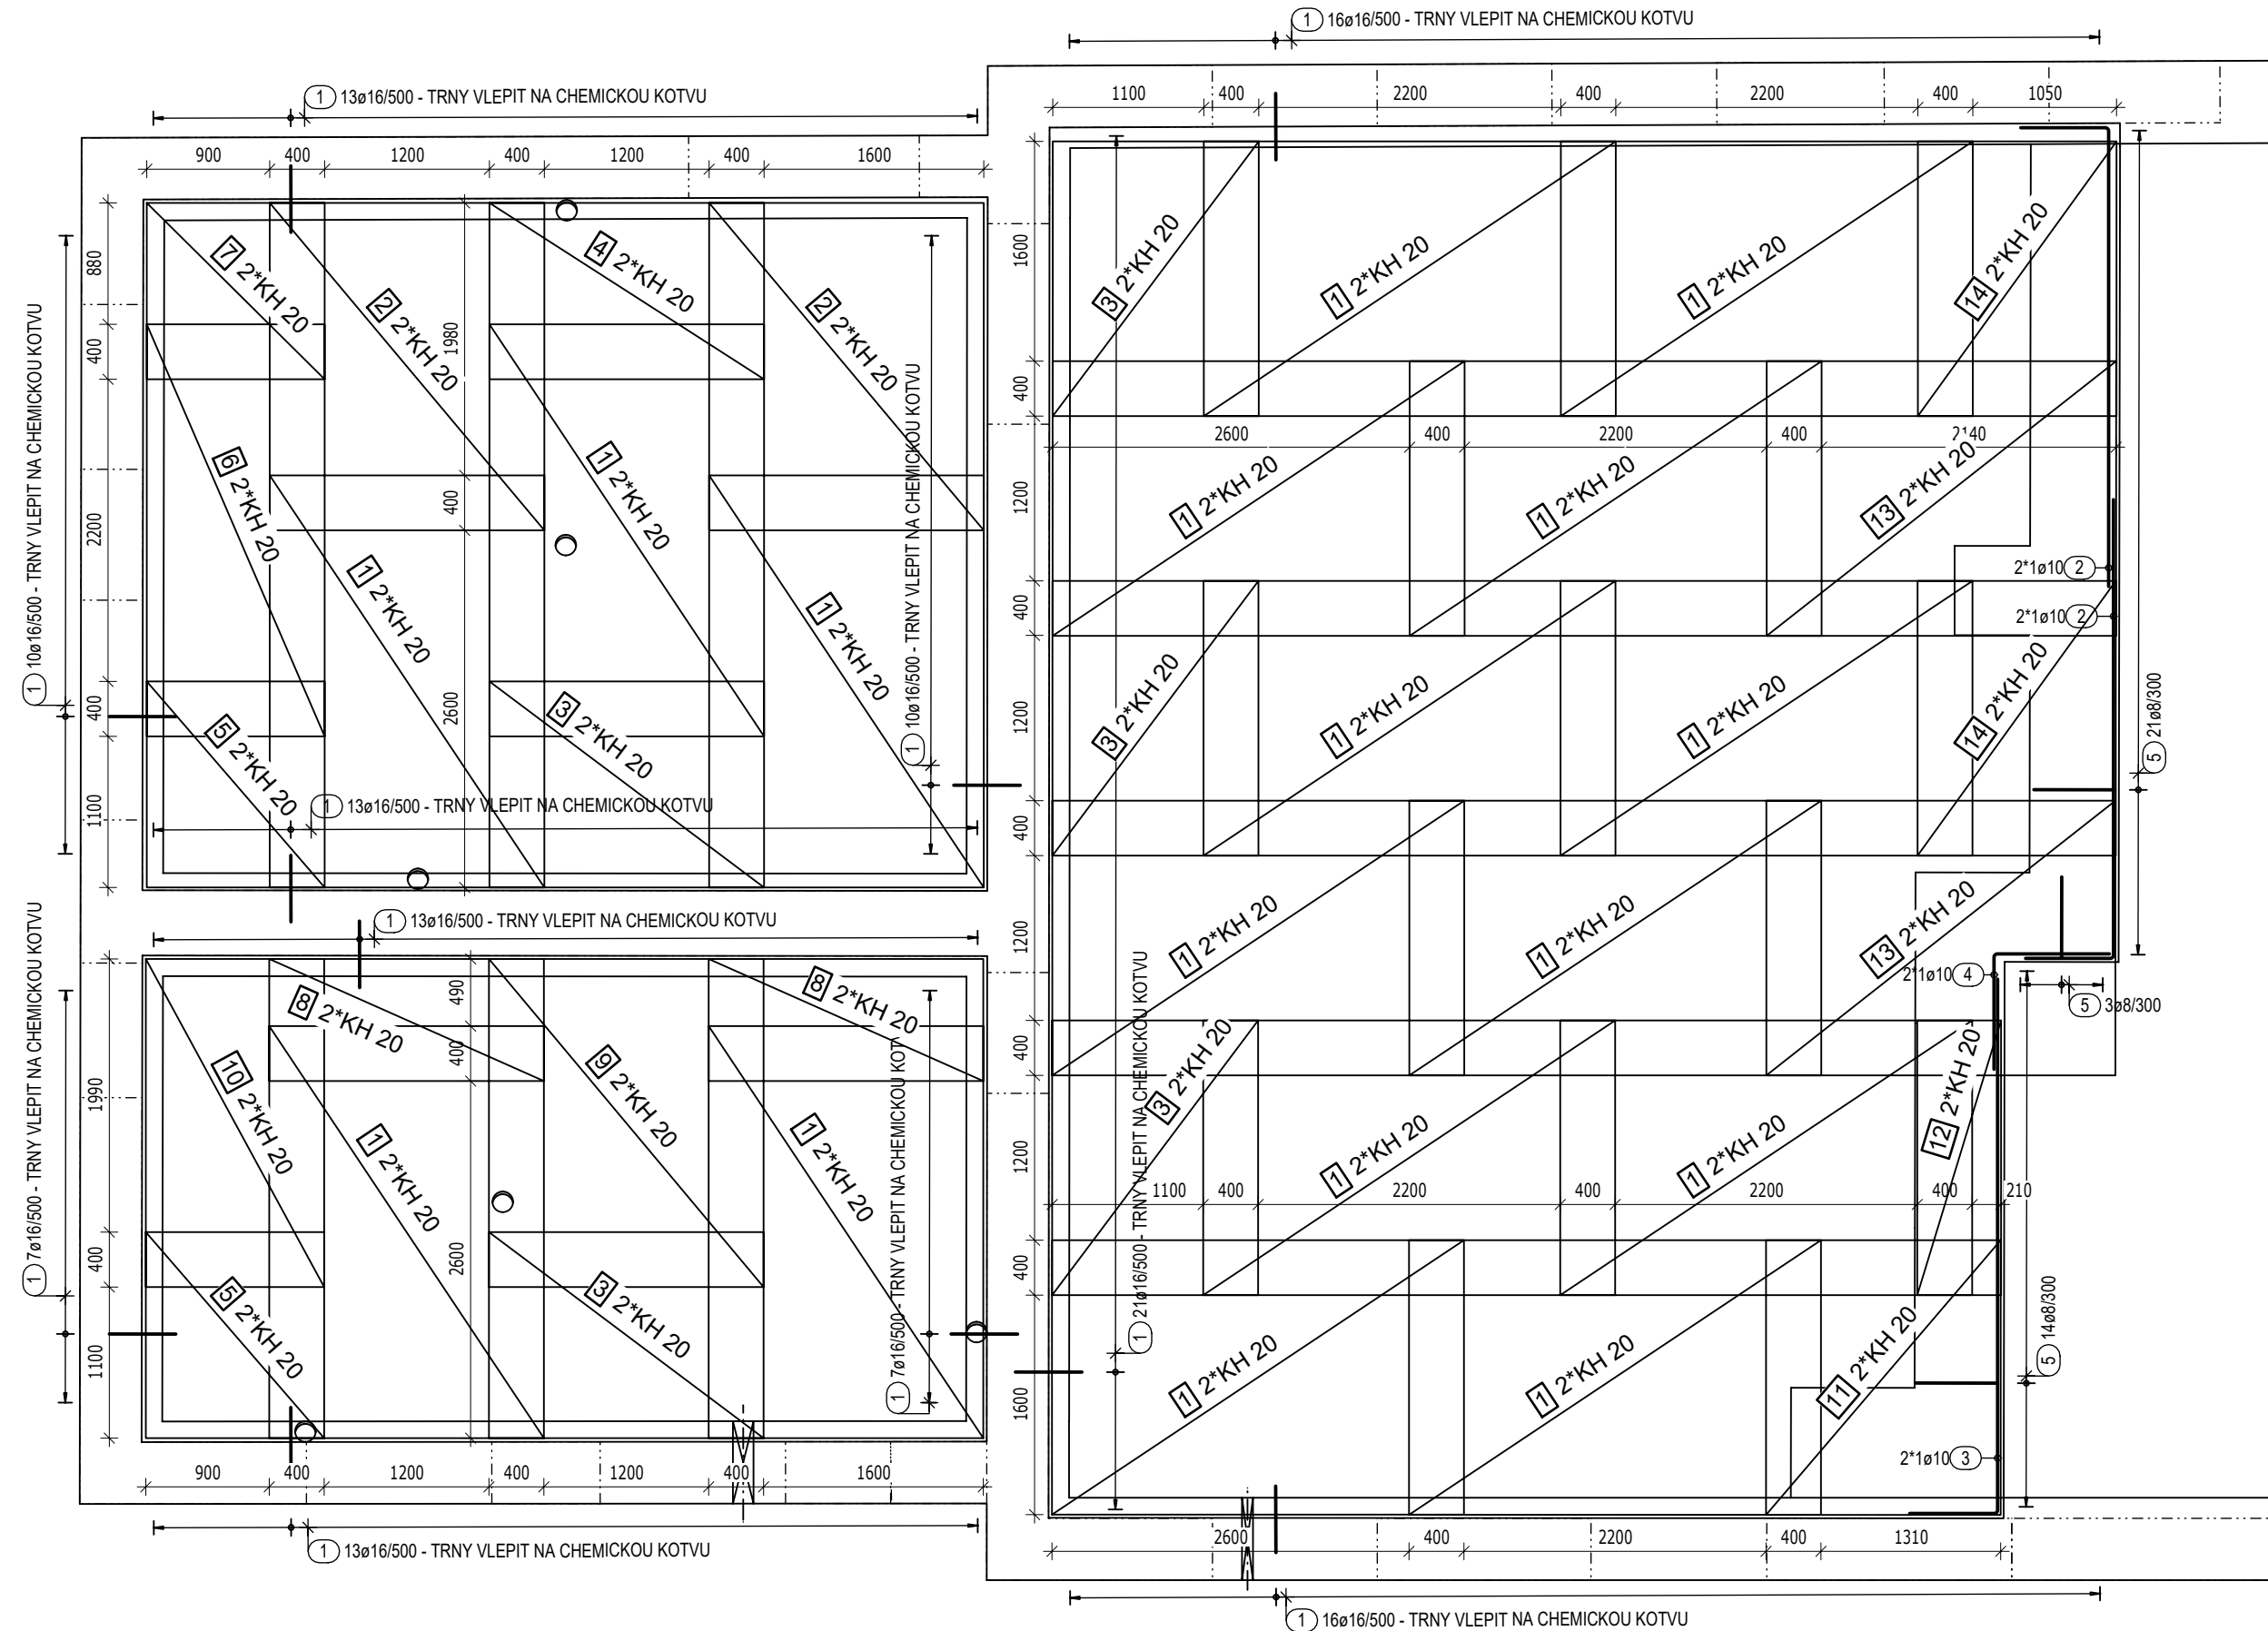 1 16ø16/500 - TRNY VLEPIT NA CHEMICKOU KOTVU
1 13ø16/500 - TRNY VLEPIT NA CHEMICKOU KOTVU
1100 400 2200 400 2200 400 1050
900 400 1200 400 1200 400 1600
880
400
2200
400
1100
1 10ø16/500 - TRNY VLEPIT NA CHEMICKOU KOTVU
7 2*KH 20
2 2*KH 20
4 2*KH 20
2 2*KH 20
1980
400
2600
6 2*KH 20
1 2*KH 20
1 2*KH 20
1 2*KH 20
5 2*KH 20
3 2*KH 20
1 10ø16/500 - TRNY VLEPIT NA CHEMICKOU KOTVU
1 13ø16/500 - TRNY VLEPIT NA CHEMICKOU KOTVU
1 13ø16/500 - TRNY VLEPIT NA CHEMICKOU KOTVU
1 7ø16/500 - TRNY VLEPIT NA CHEMICKOU KOTVU
1990
400
1100
490
400
2600
8 2*KH 20
8 2*KH 20
10 2*KH 20
1 2*KH 20
9 2*KH 20
1 2*KH 20
5 2*KH 20
3 2*KH 20
1 7ø16/500 - TRNY VLEPIT NA CHEMICKOU KOT
900 400 1200 400 1200 400 1600
1 13ø16/500 - TRNY VLEPIT NA CHEMICKOU KOTVU
1600
400
1200
400
1200
400
1200
400
1200
400
1600
3 2*KH 20
1 2*KH 20
1 2*KH 20
14 2*KH 20
2600 400 2200 400 2140
1 2*KH 20
1 2*KH 20
13 2*KH 20
2*1ø10 2
2*1ø10 2
3 2*KH 20
1 2*KH 20
1 2*KH 20
14 2*KH 20
5 21ø8/300
1 2*KH 20
1 2*KH 20
13 2*KH 20
2*1ø10 4
5 3ø8/300
1 21ø16/500 - TRNY VLEPIT NA CHEMICKOU KOTVU
3 2*KH 20
1 2*KH 20
1 2*KH 20
12 2*KH 20
1100 400 2200 400 2200 400 210
1 2*KH 20
1 2*KH 20
11 2*KH 20
5 14ø8/300
2*1ø10 3
2600 400 2200 400 1310
1 16ø16/500 - TRNY VLEPIT NA CHEMICKOU KOTVU